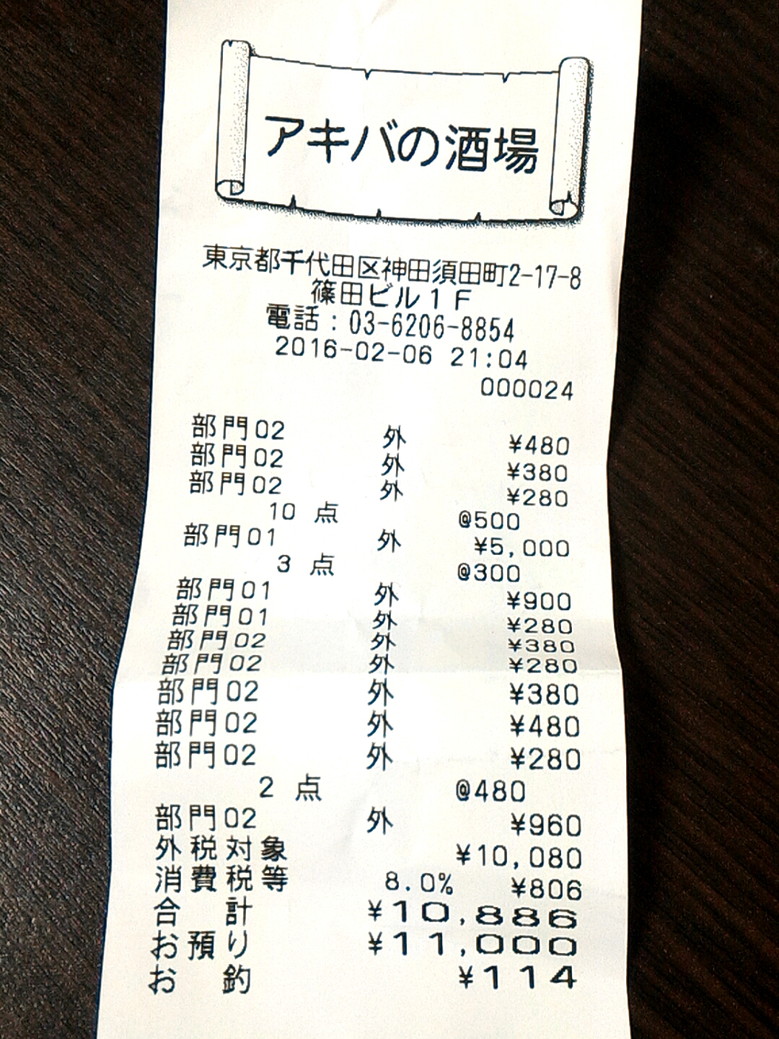 アキバの酒場
東京都千代田区神田須田町2-17-8
篠田ビル1F
電話：03-6206-8854
2016-02-06 21:04
000024
部門02 外 ¥480
部門02 外 ¥380
部門02 外 ¥280
10 点 @500
部門01 外 ¥5,000
3 点 @300
部門01 外 ¥900
部門01 外 ¥280
部門02 外 ¥380
部門02 外 ¥280
部門02 外 ¥380
部門02 外 ¥480
部門02 外 ¥280
2 点 @480
部門02 外 ¥960
外税対象 ¥10,080
消費税等 8.0% ¥806
合 計 ¥10,886
お預り ¥11,000
お 釣 ¥114